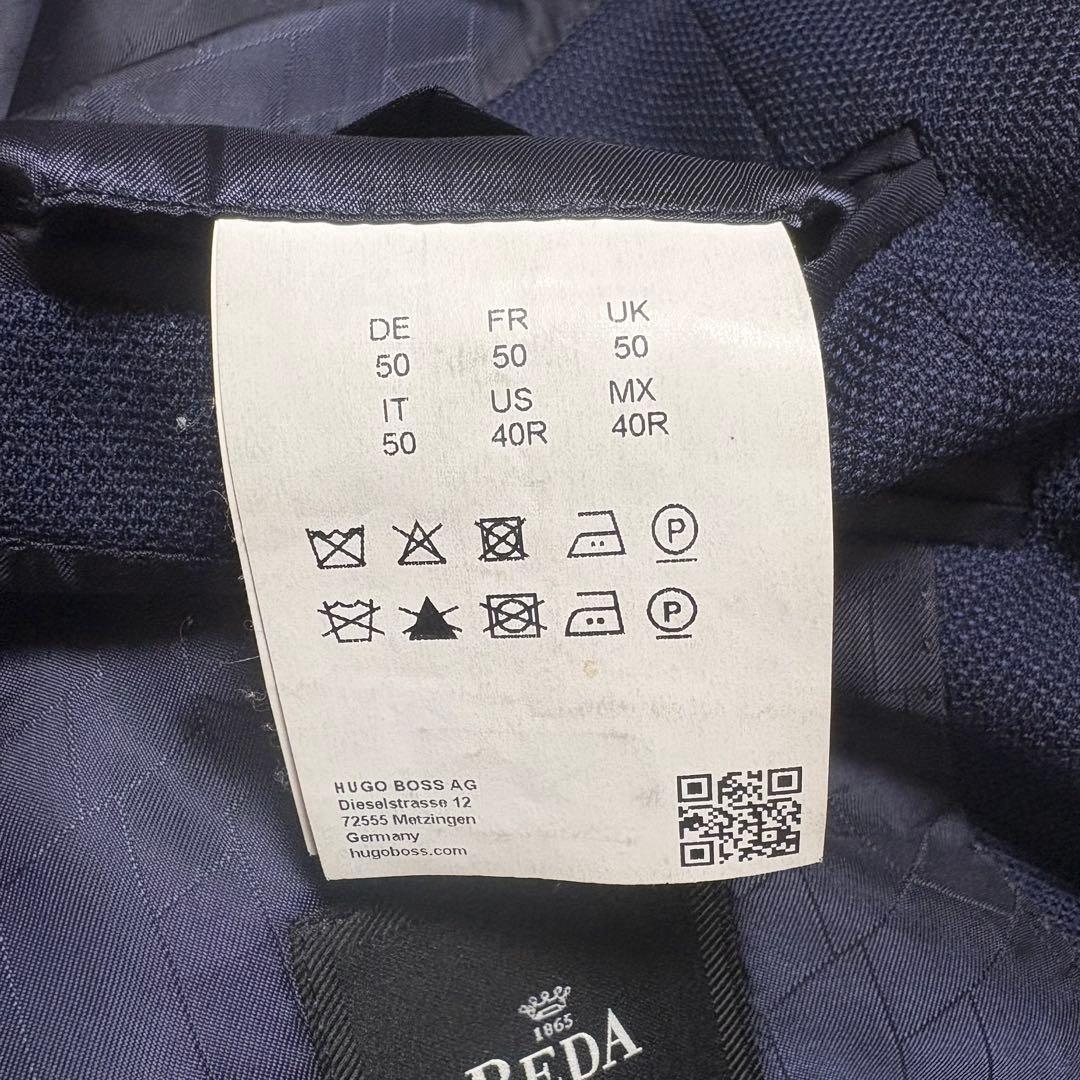 DE FR UK
50 50 50
IT US MX
50 40R 40R
P
P
HUGO BOSS AG
Dieselstrasse 12
72555 Metzingen
Germany
hugoboss.com
1865
REDA